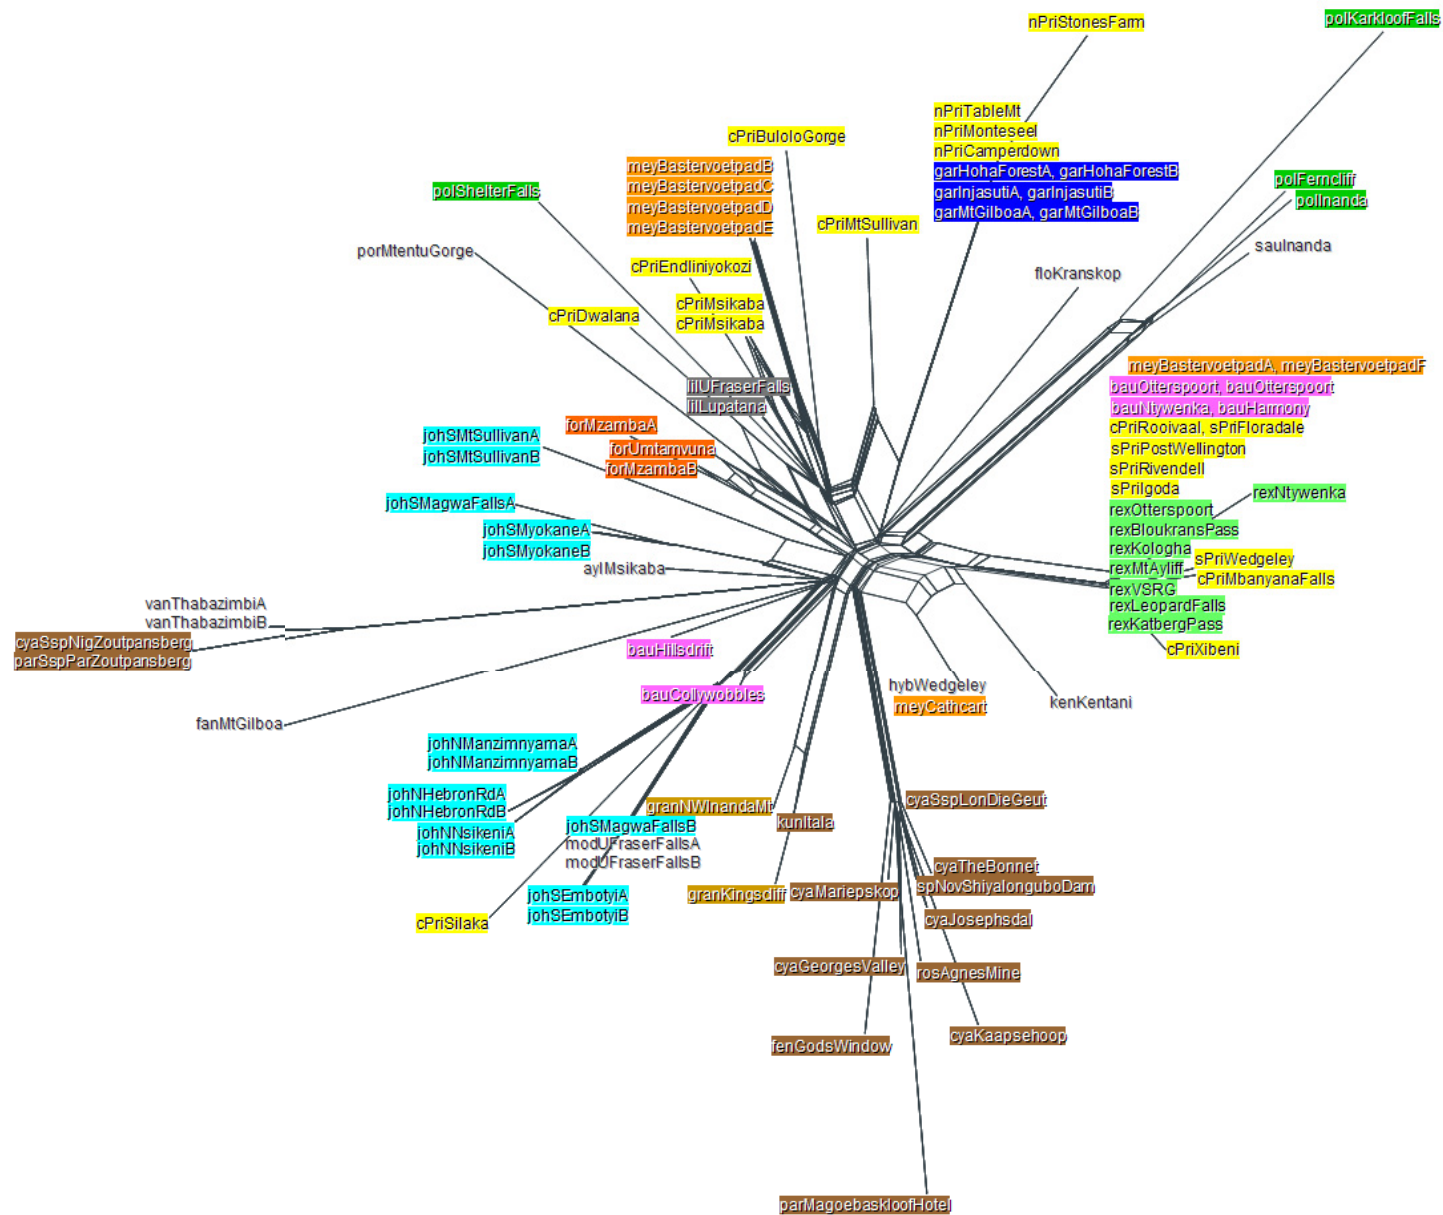 nPriStonesFarm
polKarkloofFalls
nPriTableMt
nPriMonteseel
nPriCamperdown
garHohaForestA, garHohaForestB
garInjasutiA, garInjasutiB
garMtGilboaA, garMtGilboaB
cPriBuloloGorge
meyBastervoetpadB
meyBastervoetpadC
meyBastervoetpadD
meyBastervoetpadE
polShelterFalls
polFerncliff
polInanda
cPriMtSullivan
porMtentuGorge
sauInanda
cPriEndliniyokozi
floKranskop
cPriMsikaba
cPriMsikaba
cPriDwalana
meyBastervoetpadA, meyBastervoetpadF
bauOtterspoort, bauOtterspoort
bauNtywenka, bauHarmony
cPriRooivaal, sPriFloradale
sPriPostWellington
sPriRivendell
sPriIgoda
rexNtywenka
rexOtterspoort
rexBloukransPass
rexKologha
rexMtAyliff
sPriWedgeley
cPriMbanyanaFalls
rexVSRG
rexLeopardFalls
rexKatbergPass
cPriXibeni
lilUFraserFalls
lilLupatana
forMzambaA
forUmtamvuna
forMzambaB
johSMtSullivanA
johSMtSullivanB
johSMagwaFallsA
johSMyokaneA
johSMyokaneB
aylMsikaba
vanThabazimbiA
vanThabazimbiB
cyaSspNigZoutpansberg
parSspParZoutpansberg
bauHillsdrift
bauCollywobbles
hybWedgeley
meyCathcart
kenKentani
fanMtGilboa
johNManzimnyamaA
johNManzimnyamaB
johNHebronRdA
johNHebronRdB
johNNsikeniA
johNNsikeniB
granNWInandaMt
kunItala
cyaSspLonDieGeut
johSMagwaFallsB
modUFraserFallsA
modUFraserFallsB
cyaTheBonnet
spNovShiyalonguboDam
johSEmbotyiA
johSEmbotyiB
granKingscliff
cyaMariepskop
cyaJosephsdal
cPriSilaka
cyaGeorgesValley
rosAgnesMine
fenGodsWindow
cyaKaapsehoop
parMagoebaskloofHotel